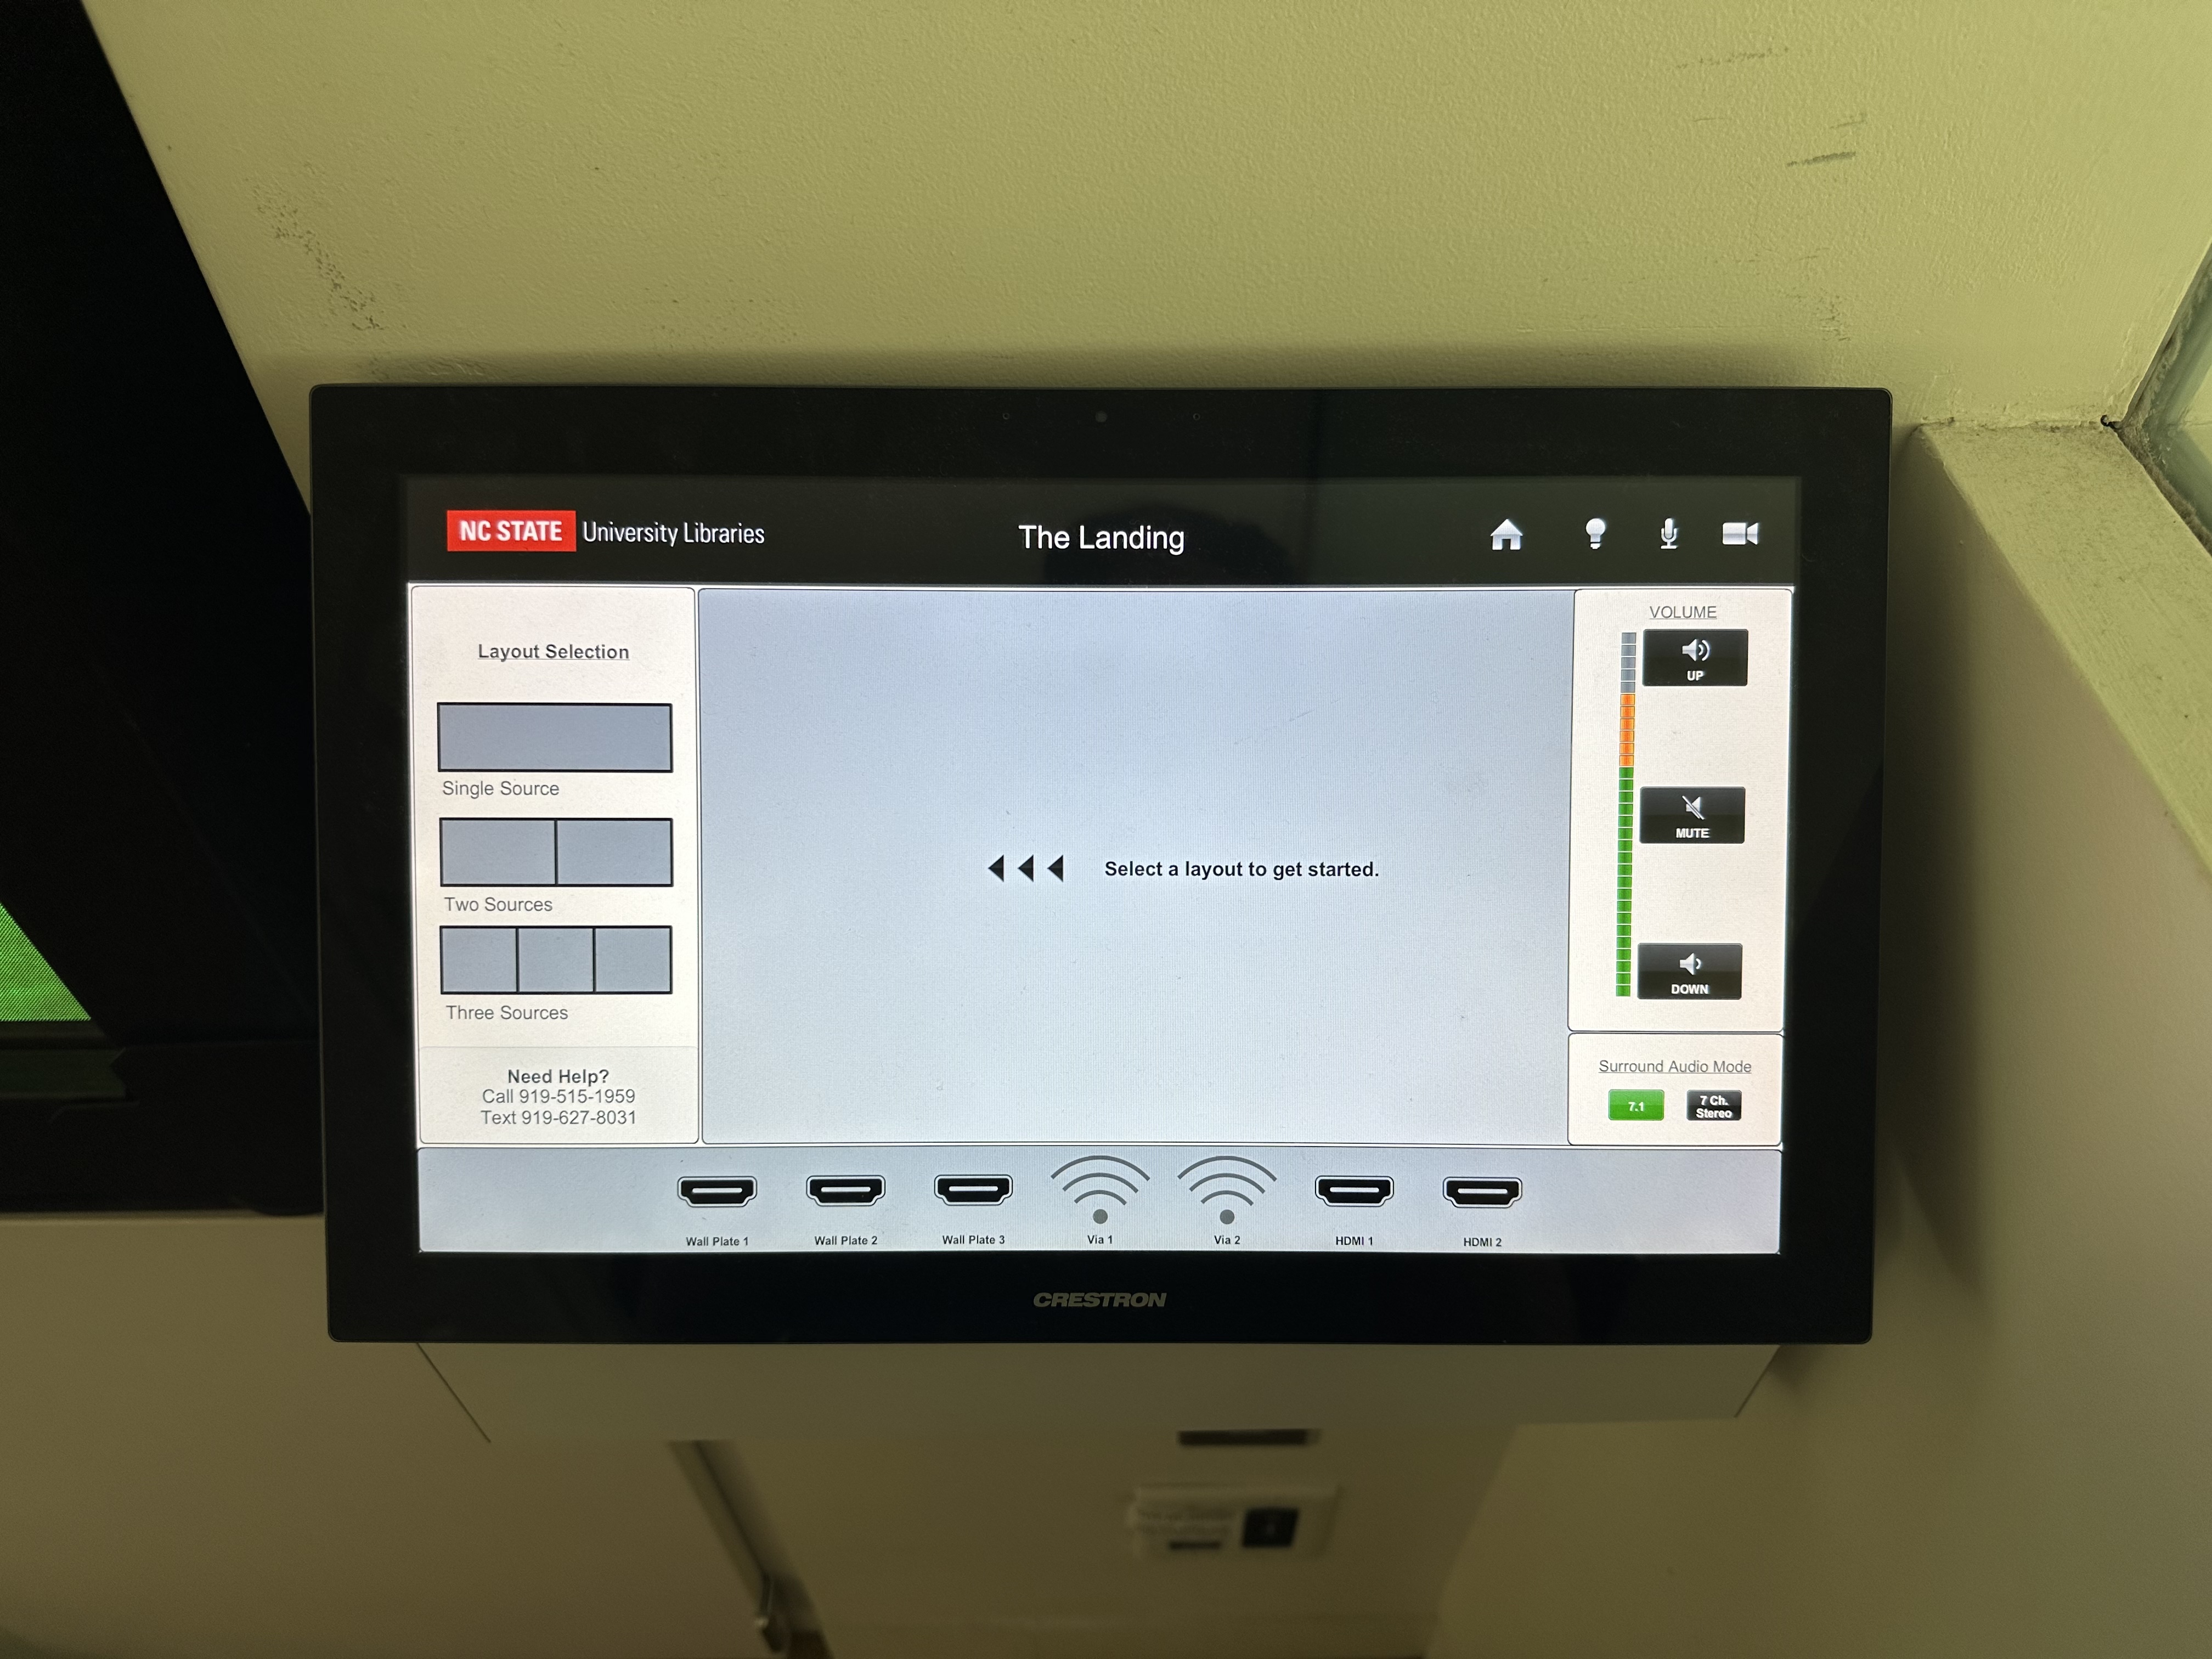 NC STATE University Libraries
The Landing
Layout Selection
Single Source
Two Sources
Three Sources
Need Help?
Call 919-515-1959
Text 919-627-8031
Select a layout to get started.
VOLUME
UP
MUTE
DOWN
Surround Audio Mode
7.1
7 Ch.
Stereo
Wall Plate 1
Wall Plate 2
Wall Plate 3
Via 1
Via 2
HDMI 1
HDMI 2
CRESTRON